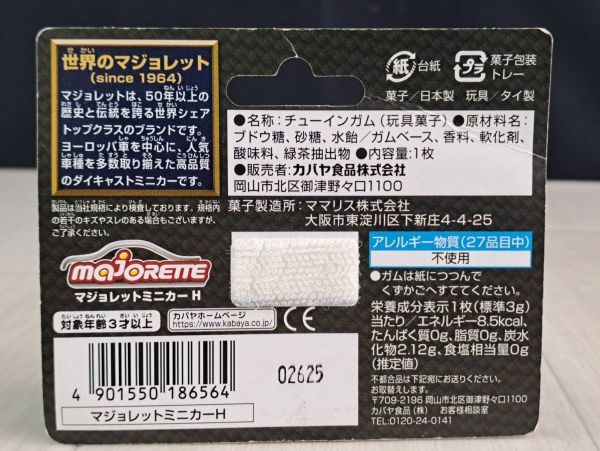 世界のマジョレット
(since 1964)
マジョレットは、50年以上の
歴史と伝統を誇る世界シェア
トップクラスのブランドです。
ヨーロッパ車を中心に、人気
車種を多数取り揃えた高品質
のダイキャストミニカーです。
製品は当社規格により検査しています。規格内
の若干のキズやスレのある場合もございますが、
ご了承ください。
majorette
マジョレットミニカー H
対象年齢3才以上
カバヤホームページ
https://www.kabaya.co.jp/
CE
4 901550 186564
マジョレットミニカーH
02625
紙 台紙
プラ 菓子包装
トレー
菓子／日本製 玩具／タイ製
●名称：チューインガム（玩具菓子）●原材料名：
ブドウ糖、砂糖、水飴／ガムベース、香料、軟化剤、
酸味料、緑茶抽出物 ●内容量：1枚
●販売者：カバヤ食品株式会社
岡山市北区御津野々口1100
菓子製造所：ママリス株式会社
大阪市東淀川区下新庄4-4-25
アレルギー物質（27品目中）
不使用
●ガムは紙につつんで
くずかごへすててください。
栄養成分表示1枚（標準3g）
当たり／エネルギー8.5kcal、
たんぱく質0g、脂質0g、炭水
化物2.12g、食塩相当量0g
（推定値）
不都合品は下記宛にお送りください。
お取替えします。
〒709-2196 岡山市北区御津野々口1100
カバヤ食品（株） お客様相談室
TEL.0120-24-0141